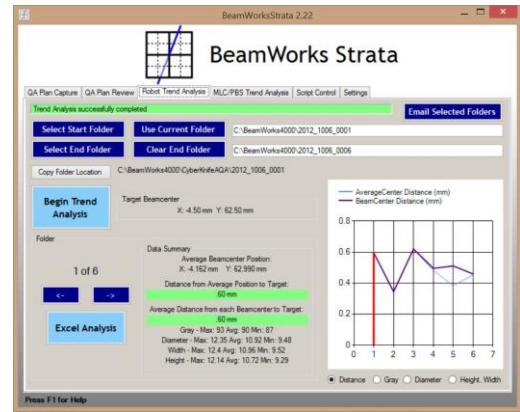 BeamWorksStrata 2.22
BeamWorks Strata
QA Plan Capture QA Plan Review Robot Trend Analysis MLC/PBS Trend Analysis Script Control Settings
Trend Analysis successfully completed
Email Selected Folders
Select Start Folder Use Current Folder C:\BeamWorks4000\2012_1006_0001
Select End Folder Clear End Folder C:\BeamWorks4000\2012_1006_0006
Copy Folder Location C:\BeamWorks4000\CyberKnifeAQA\2012_1006_0001
Begin Trend Analysis
Target Beamcenter
X: -4.50 mm Y: 62.50 mm
Folder
1 of 6
<- ->
Excel Analysis
Data Summary
Average Beamcenter Position:
X: -4.162 mm Y: 62.990 mm
Distance from Average Position to Target:
.60 mm
Average Distance from each Beamcenter to Target:
.60 mm
Gray - Max: 93 Avg: 90 Min: 87
Diameter - Max: 12.35 Avg: 10.92 Min: 9.48
Width - Max: 12.4 Avg: 10.96 Min: 9.52
Height - Max: 12.14 Avg: 10.72 Min: 9.29
AverageCenter Distance (mm)
BeamCenter Distance (mm)
0.8
0.6
0.4
0.2
0
0 1 2 3 4 5 6 7
Distance Gray Diameter Height, Width
Press F1 for Help